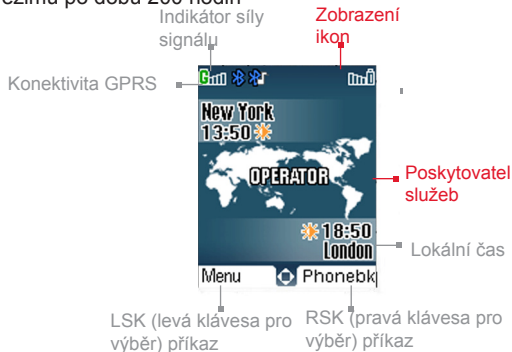 ežimu po dobu 200 hodin
Indikátor síly
signálu
Zobrazení
ikon
Konektivita GPRS
G
New York
13:50
OPERATOR
Poskytovatel
služeb
18:50
London
Lokální čas
Menu
Phonebk
LSK (levá klávesa pro
výběr) příkaz
RSK (pravá klávesa pro
výběr) příkaz